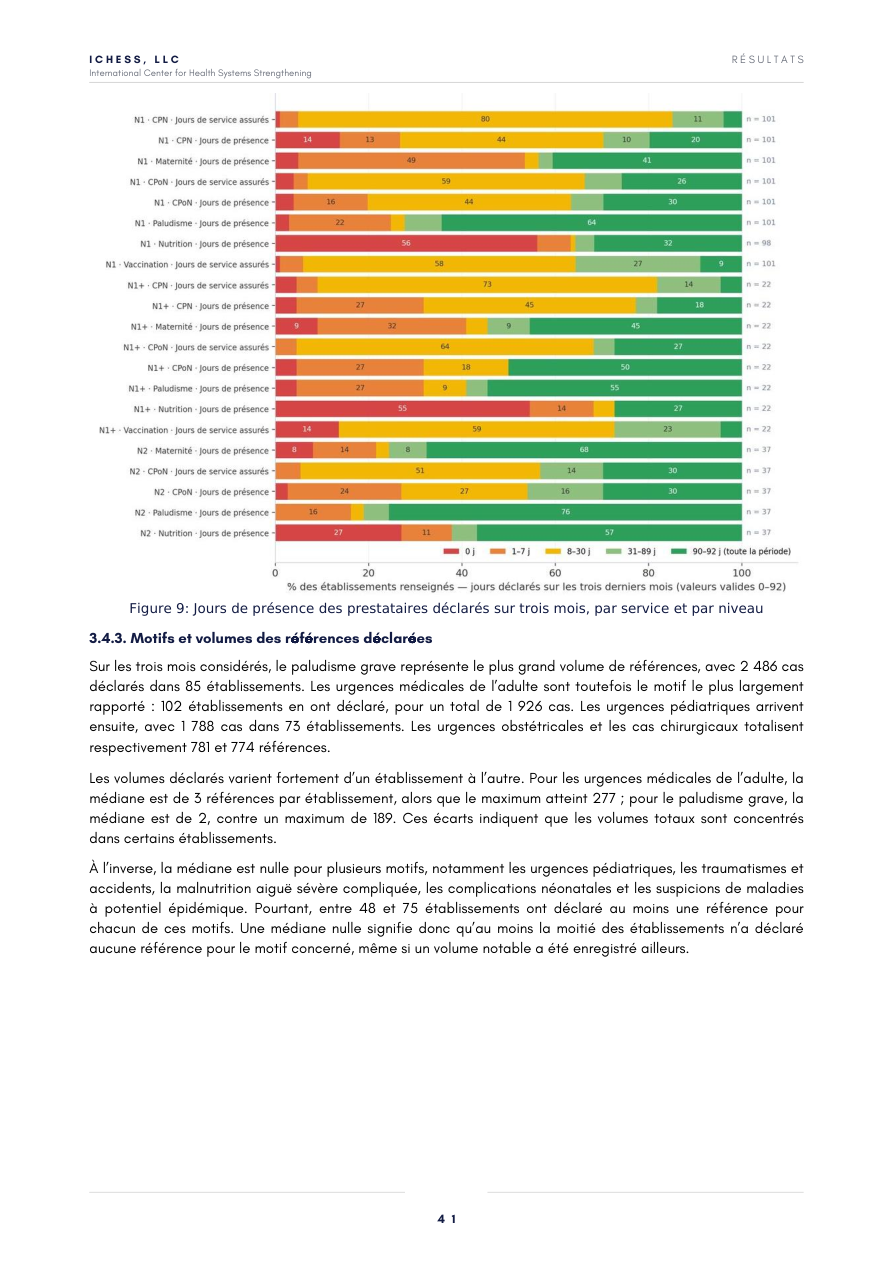 ICHESS, LLC
International Center for Health Systems Strengthening
RÉSULTATS
N1 · CPN · Jours de service assurés 80 11 n = 101
N1 · CPN · Jours de présence 14 13 44 10 20 n = 101
N1 · Maternité · Jours de présence 49 41 n = 101
N1 · CPoN · Jours de service assurés 59 26 n = 101
N1 · CPoN · Jours de présence 16 44 30 n = 101
N1 · Paludisme · Jours de présence 22 64 n = 101
N1 · Nutrition · Jours de présence 56 32 n = 98
N1 · Vaccination · Jours de service assurés 58 27 9 n = 101
N1+ · CPN · Jours de service assurés 73 14 n = 22
N1+ · CPN · Jours de présence 27 45 18 n = 22
N1+ · Maternité · Jours de présence 9 32 9 45 n = 22
N1+ · CPoN · Jours de service assurés 64 27 n = 22
N1+ · CPoN · Jours de présence 27 18 50 n = 22
N1+ · Paludisme · Jours de présence 27 9 55 n = 22
N1+ · Nutrition · Jours de présence 55 14 27 n = 22
N1+ · Vaccination · Jours de service assurés 14 59 23 n = 22
N2 · Maternité · Jours de présence 8 14 8 68 n = 37
N2 · CPoN · Jours de service assurés 51 14 30 n = 37
N2 · CPoN · Jours de présence 24 27 16 30 n = 37
N2 · Paludisme · Jours de présence 16 76 n = 37
N2 · Nutrition · Jours de présence 27 11 57 n = 37
0 j 1–7 j 8–30 j 31–89 j 90–92 j (toute la période)
0 20 40 60 80 100
% des établissements renseignés — jours déclarés sur les trois derniers mois (valeurs valides 0–92)
Figure 9: Jours de présence des prestataires déclarés sur trois mois, par service et par niveau
3.4.3. Motifs et volumes des références déclarées
Sur les trois mois considérés, le paludisme grave représente le plus grand volume de références, avec 2 486 cas
déclarés dans 85 établissements. Les urgences médicales de l’adulte sont toutefois le motif le plus largement
rapporté : 102 établissements en ont déclaré, pour un total de 1 926 cas. Les urgences pédiatriques arrivent
ensuite, avec 1 788 cas dans 73 établissements. Les urgences obstétricales et les cas chirurgicaux totalisent
respectivement 781 et 774 références.
Les volumes déclarés varient fortement d’un établissement à l’autre. Pour les urgences médicales de l’adulte, la
médiane est de 3 références par établissement, alors que le maximum atteint 277 ; pour le paludisme grave, la
médiane est de 2, contre un maximum de 189. Ces écarts indiquent que les volumes totaux sont concentrés
dans certains établissements.
À l’inverse, la médiane est nulle pour plusieurs motifs, notamment les urgences pédiatriques, les traumatismes et
accidents, la malnutrition aiguë sévère compliquée, les complications néonatales et les suspicions de maladies
à potentiel épidémique. Pourtant, entre 48 et 75 établissements ont déclaré au moins une référence pour
chacun de ces motifs. Une médiane nulle signifie donc qu’au moins la moitié des établissements n’a déclaré
aucune référence pour le motif concerné, même si un volume notable a été enregistré ailleurs.
41